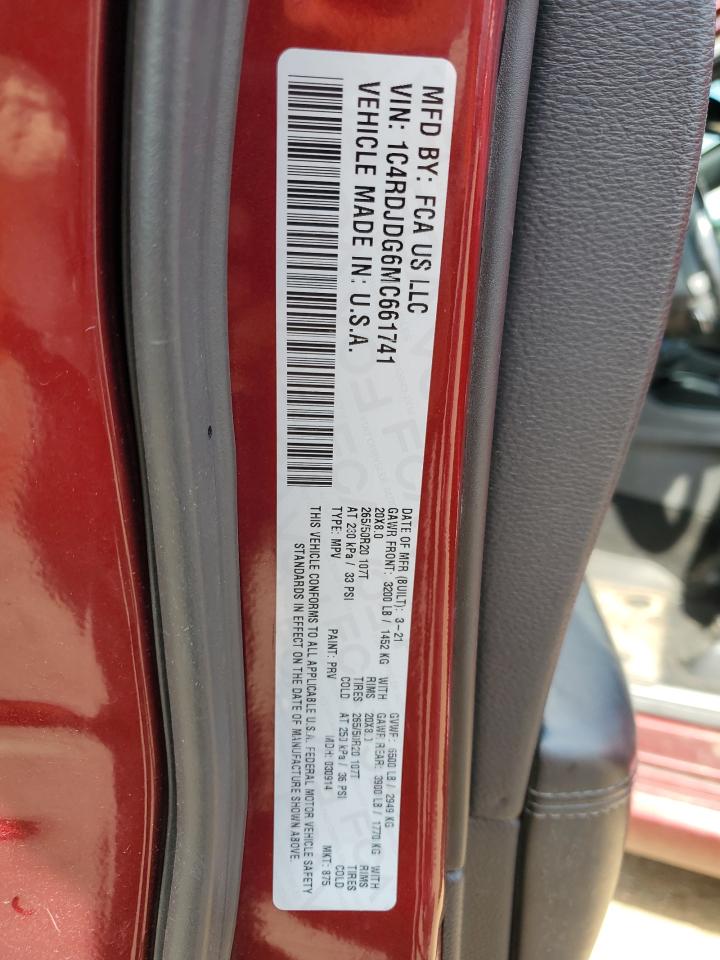 MFD BY: FCA US LLC
VIN: 1C4RDJDG6MC661741
VEHICLE MADE IN: U.S.A.
DATE OF MFR (BUILT): 3-21 GVWR: 6500 LB / 2949 KG
GAWR FRONT: 3200 LB / 1452 KG WITH GAWR REAR: 3900 LB / 1770 KG WITH
20X8.0 RIMS 20X8.0 RIMS
265/50R20 107T TIRES 265/50R20 107T TIRES
AT 230 kPa / 33 PSI COLD AT 250 kPa / 36 PSI COLD
TYPE: MPV PAINT: PRV MDH: 030914 MKT: 875
THIS VEHICLE CONFORMS TO ALL APPLICABLE U.S.A. FEDERAL MOTOR VEHICLE SAFETY
STANDARDS IN EFFECT ON THE DATE OF MANUFACTURE SHOWN ABOVE.